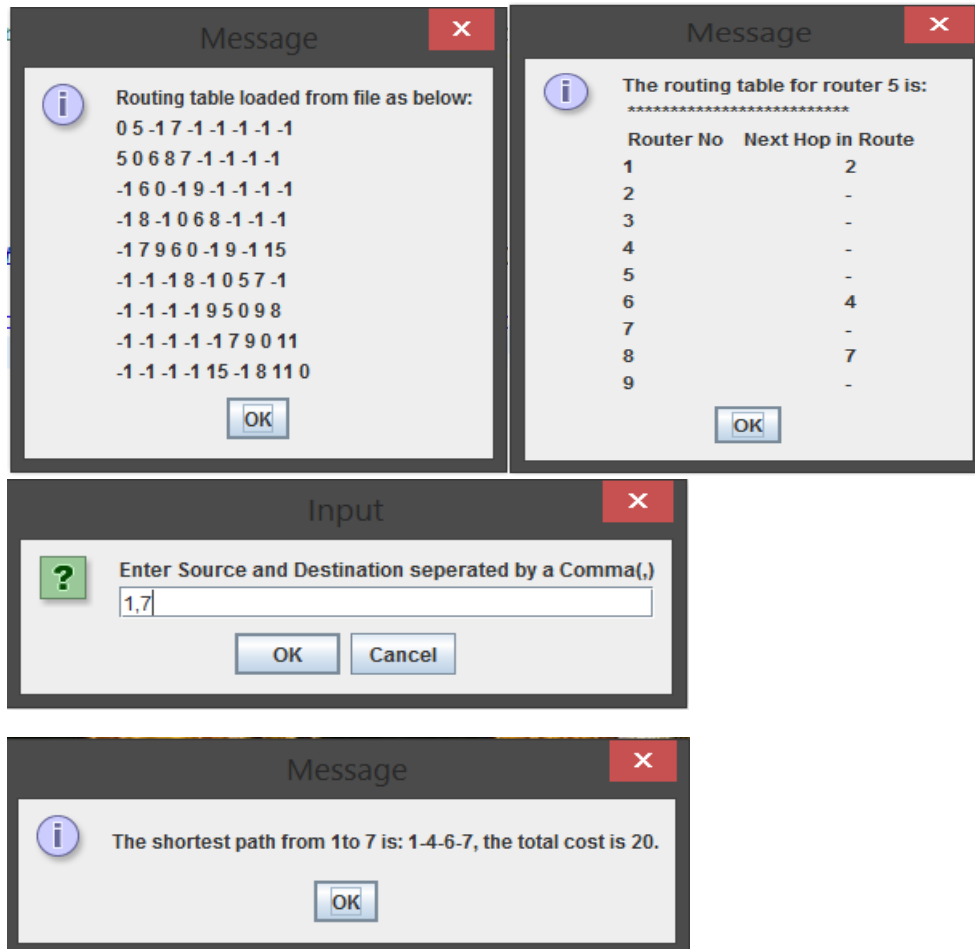 Message
Routing table loaded from file as below:
0 5 -1 7 -1 -1 -1 -1 -1
5 0 6 8 7 -1 -1 -1 -1
-1 6 0 -1 9 -1 -1 -1 -1
-1 8 -1 0 6 8 -1 -1 -1
-1 7 9 6 0 -1 9 -1 15
-1 -1 -1 8 -1 0 5 7 -1
-1 -1 -1 -1 9 5 0 9 8
-1 -1 -1 -1 -1 7 9 0 11
-1 -1 -1 -1 15 -1 8 11 0
OK
Message
The routing table for router 5 is:
**************************
Router No Next Hop in Route
1 2
2 -
3 -
4 -
5 -
6 4
7 -
8 7
9 -
OK
Input
Enter Source and Destination seperated by a Comma(,)
1,7
OK Cancel
Message
The shortest path from 1to 7 is: 1-4-6-7, the total cost is 20.
OK